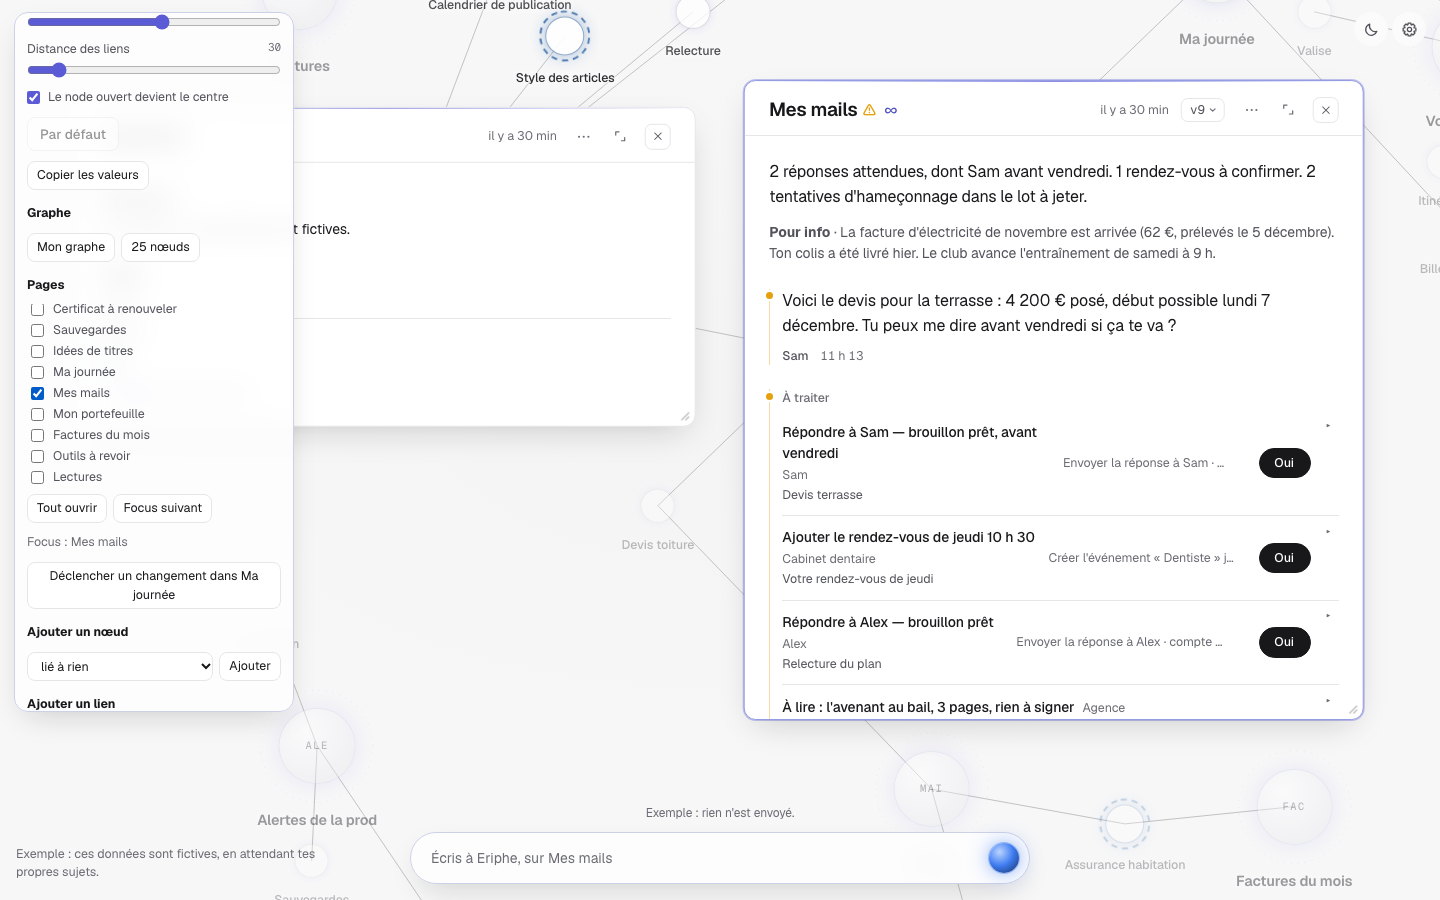 Distance des liens
30
Le node ouvert devient le centre
Par défaut
Copier les valeurs
Graphe
Mon graphe
25 nœuds
Pages
Certificat à renouveler
Sauvegardes
Idées de titres
Ma journée
Mes mails
Mon portefeuille
Factures du mois
Outils à revoir
Lectures
Tout ouvrir
Focus suivant
Focus : Mes mails
Déclencher un changement dans Ma
journée
Ajouter un nœud
lié à rien
Ajouter
Ajouter un lien
Calendrier de publication
Style des articles
Relecture
Ma journée
Valise
il y a 30 min
t fictives.
Devis toiture
Mes mails
il y a 30 min
v9
2 réponses attendues, dont Sam avant vendredi. 1 rendez-vous à confirmer. 2
tentatives d'hameçonnage dans le lot à jeter.
Pour info · La facture d'électricité de novembre est arrivée (62 €, prélevés le 5 décembre).
Ton colis a été livré hier. Le club avance l'entraînement de samedi à 9 h.
Voici le devis pour la terrasse : 4 200 € posé, début possible lundi 7
décembre. Tu peux me dire avant vendredi si ça te va ?
Sam 11 h 13
À traiter
Répondre à Sam — brouillon prêt, avant
vendredi
Sam
Devis terrasse
Envoyer la réponse à Sam · …
Oui
Ajouter le rendez-vous de jeudi 10 h 30
Cabinet dentaire
Votre rendez-vous de jeudi
Créer l'événement « Dentiste » j…
Oui
Répondre à Alex — brouillon prêt
Alex
Relecture du plan
Envoyer la réponse à Alex · compte …
Oui
À lire : l'avenant au bail, 3 pages, rien à signer Agence
ALE
Alertes de la prod
MAI
FAC
Assurance habitation
Factures du mois
Exemple : rien n'est envoyé.
Écris à Eriphe, sur Mes mails
Exemple : ces données sont fictives, en attendant tes
propres sujets.
Sauvegardes